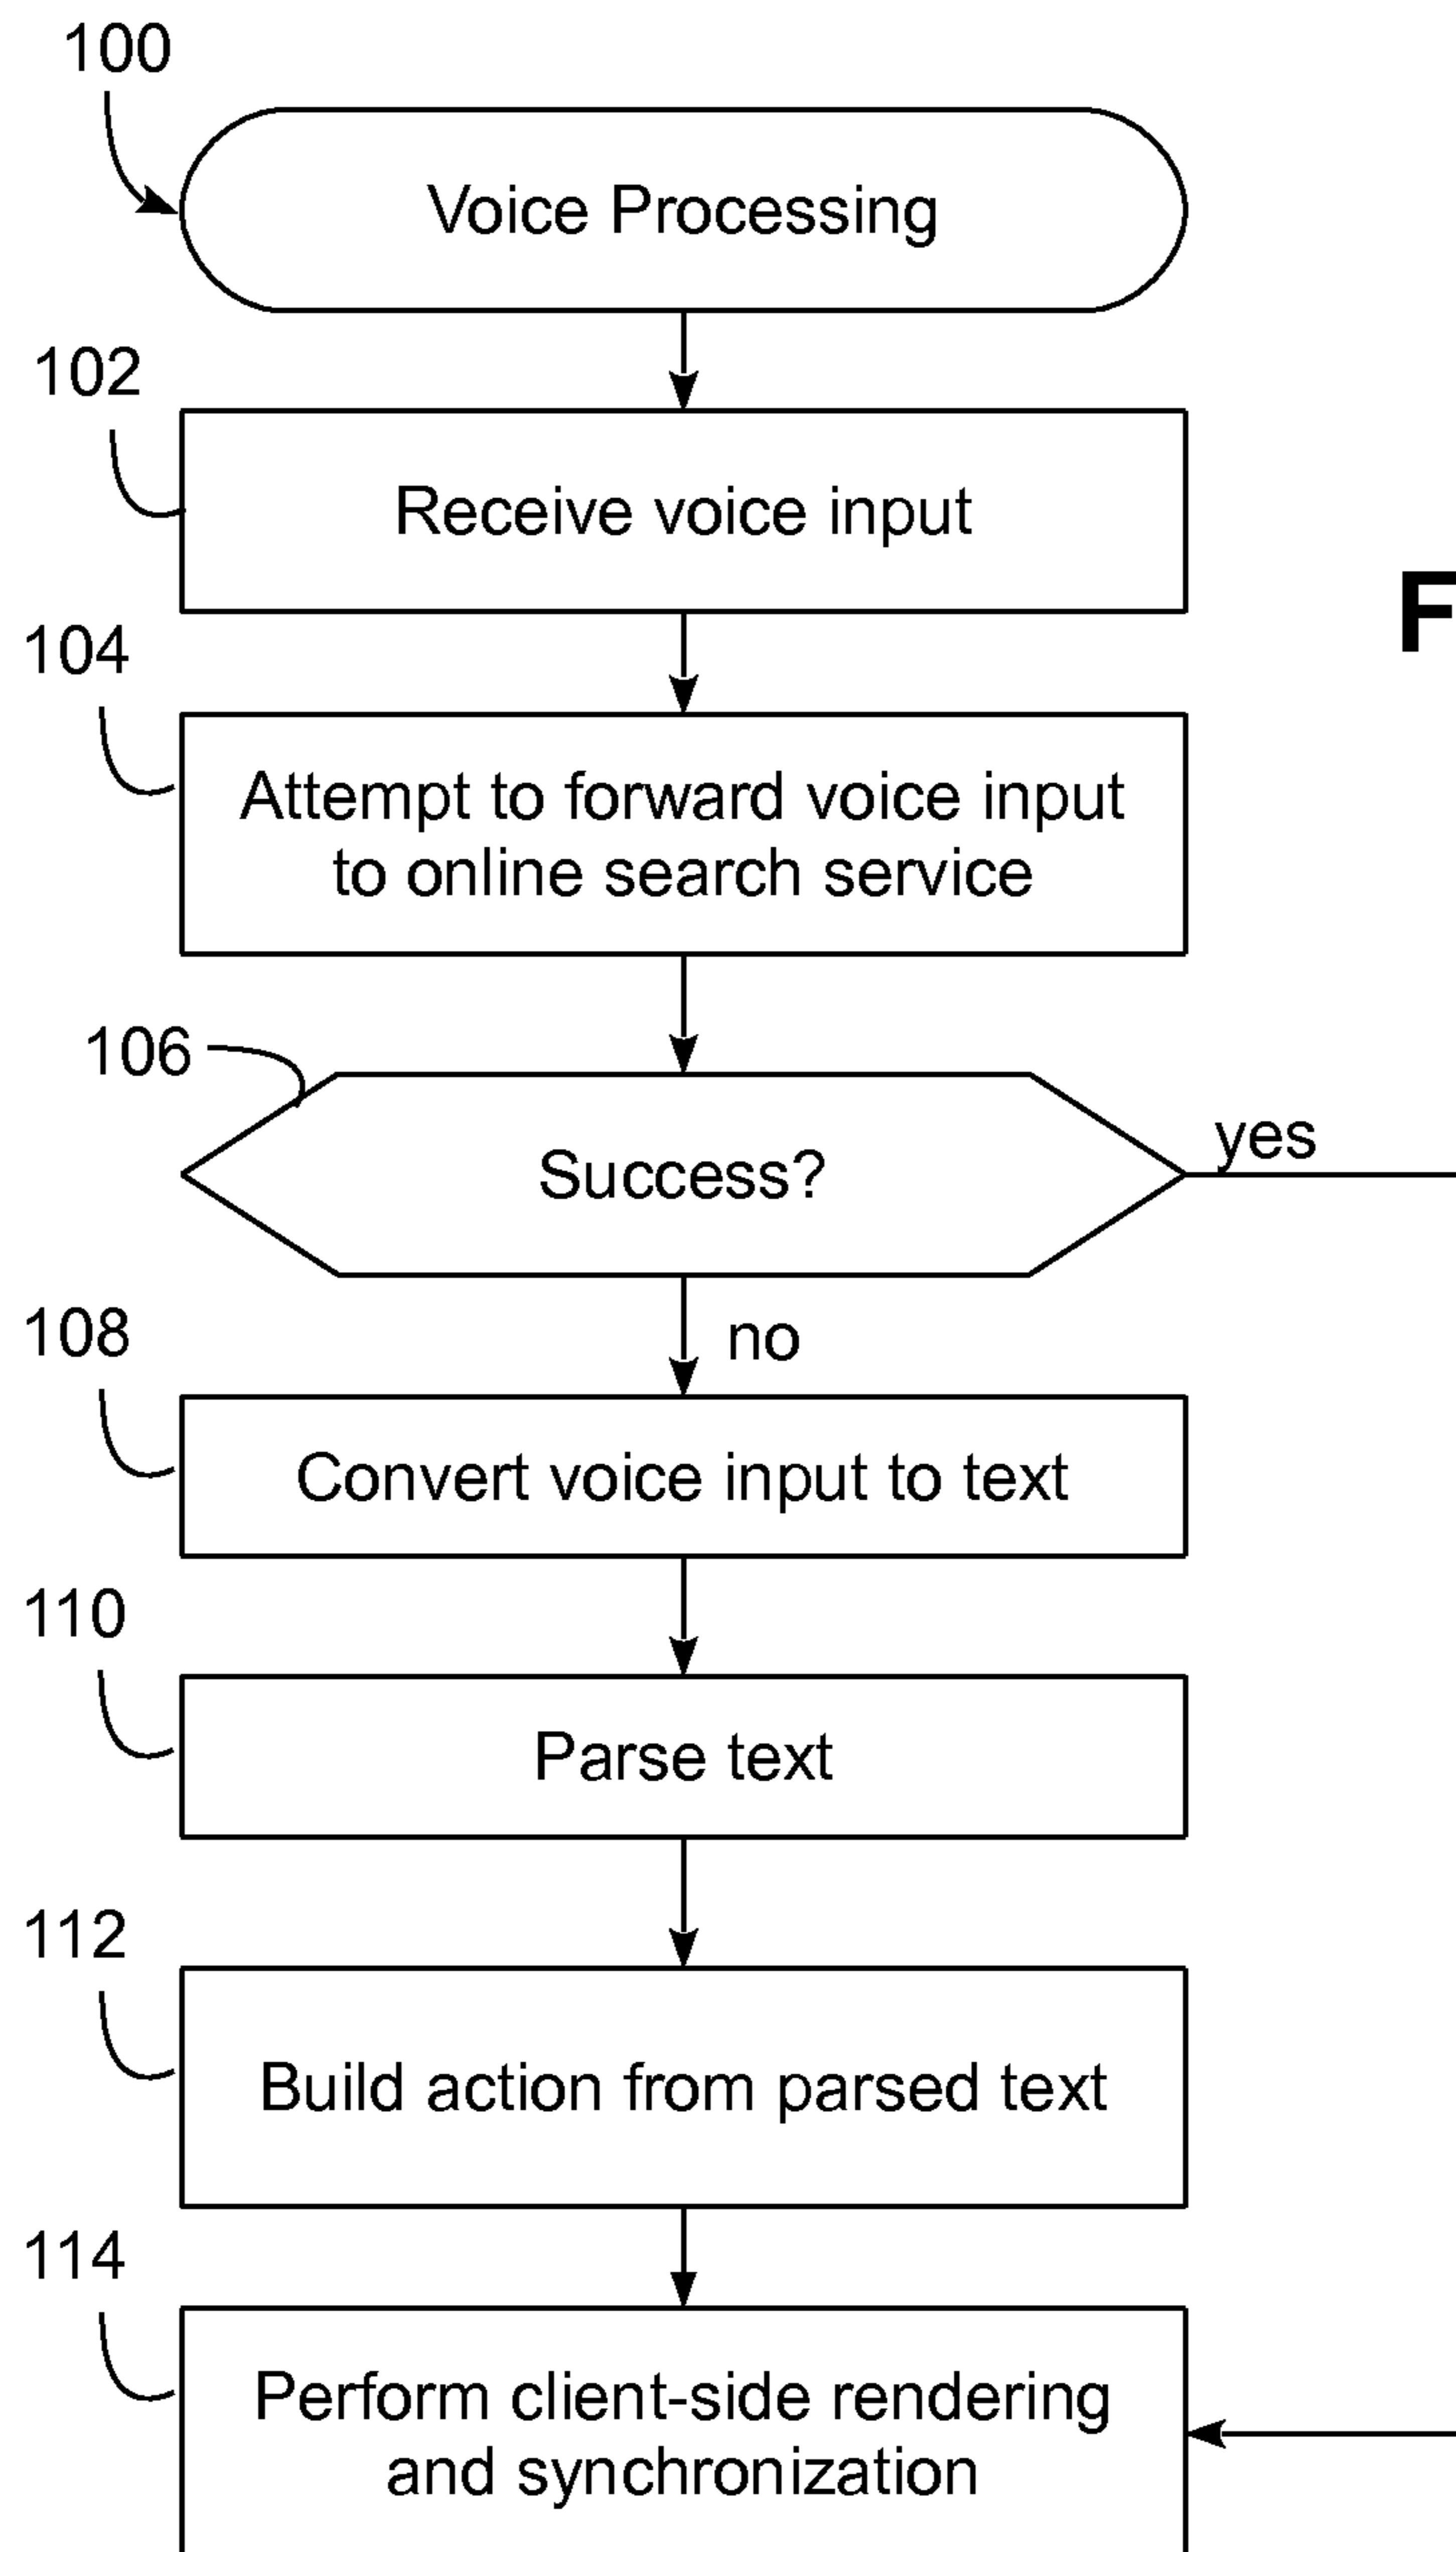 100
Voice Processing
102
Receive voice input
F
104
Attempt to forward voice input
to online search service
106
Success?
yes
no
108
Convert voice input to text
110
Parse text
112
Build action from parsed text
114
Perform client-side rendering
and synchronization